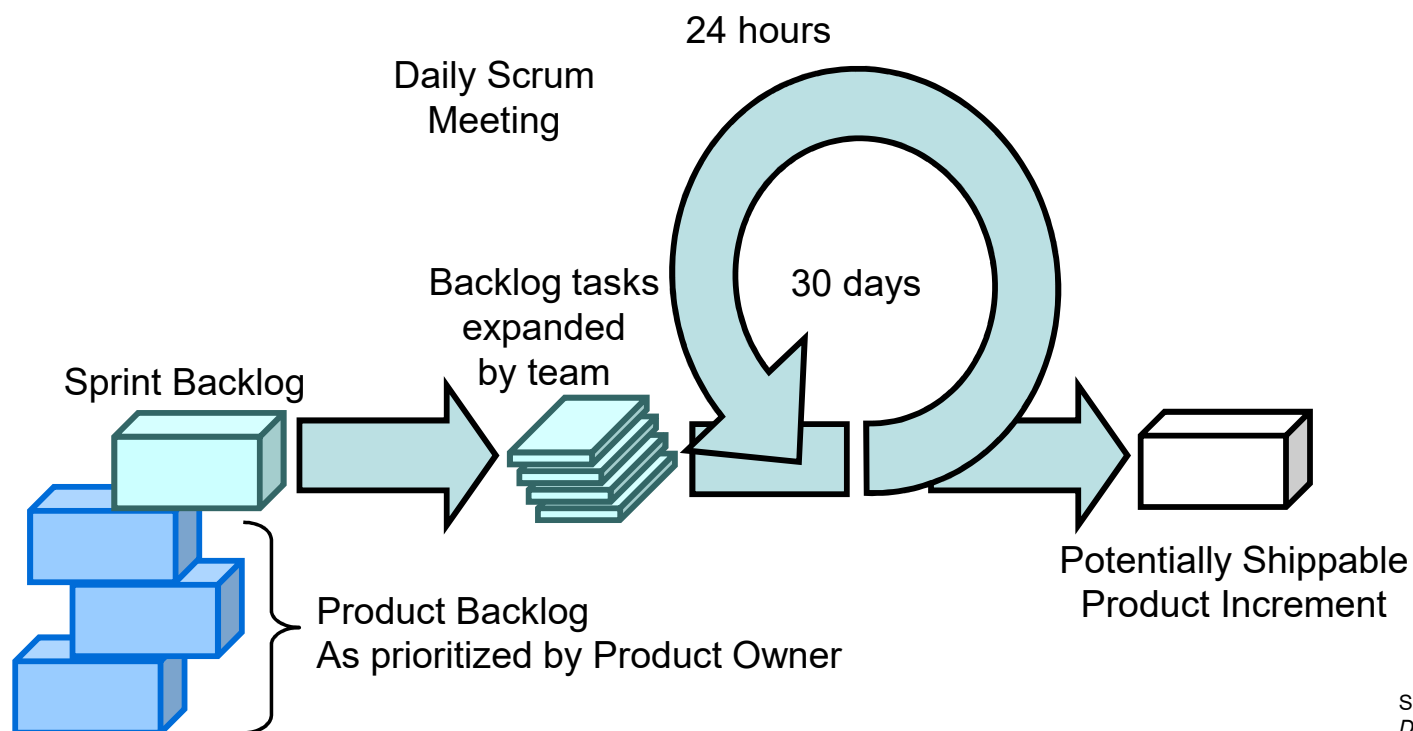 24 hours
Daily Scrum
Meeting
30 days
Backlog tasks
expanded
by team
Sprint Backlog
Potentially Shippable
Product Increment
Product Backlog
As prioritized by Product Owner